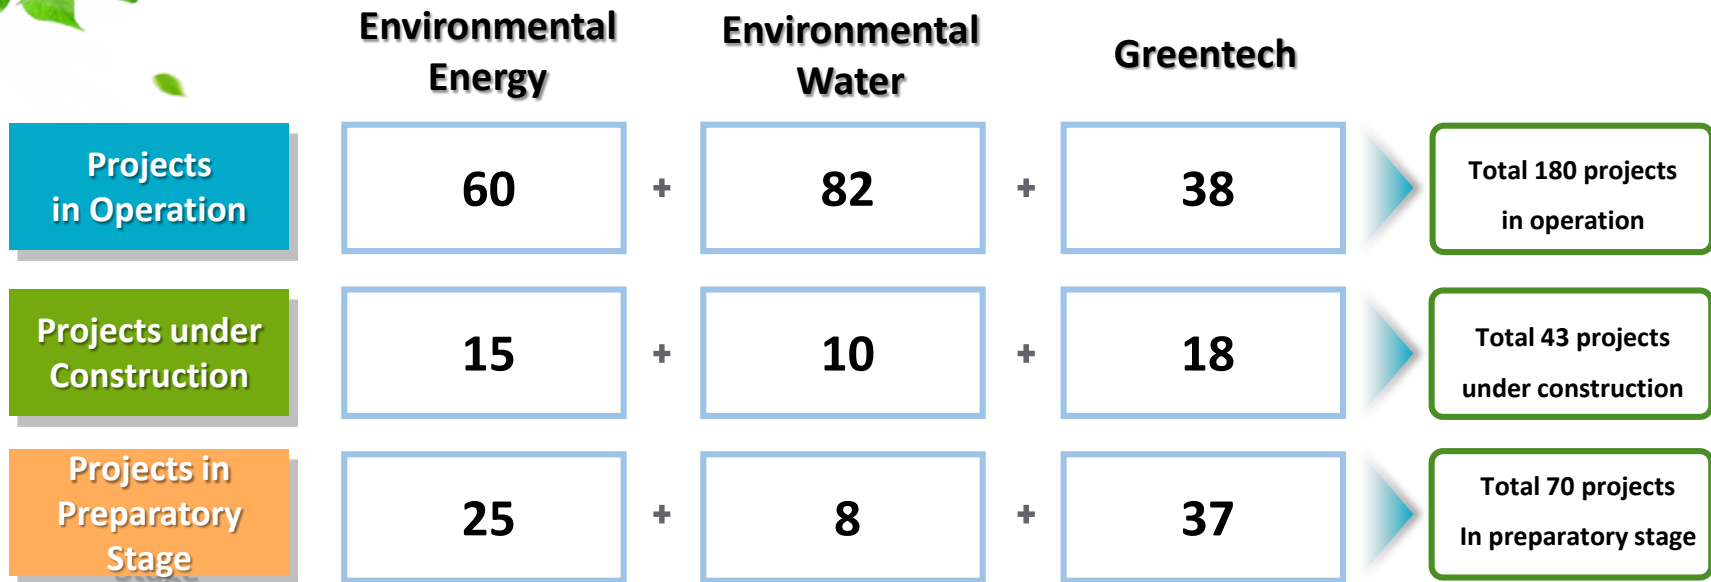 Environmental
Energy
Environmental
Water
Greentech
Projects
in Operation
60
+
82
+
38
Total 180 projects
in operation
Projects under
Construction
15
+
10
+
18
Total 43 projects
under construction
Projects in
Preparatory
Stage
25
+
8
+
37
Total 70 projects
In preparatory stage